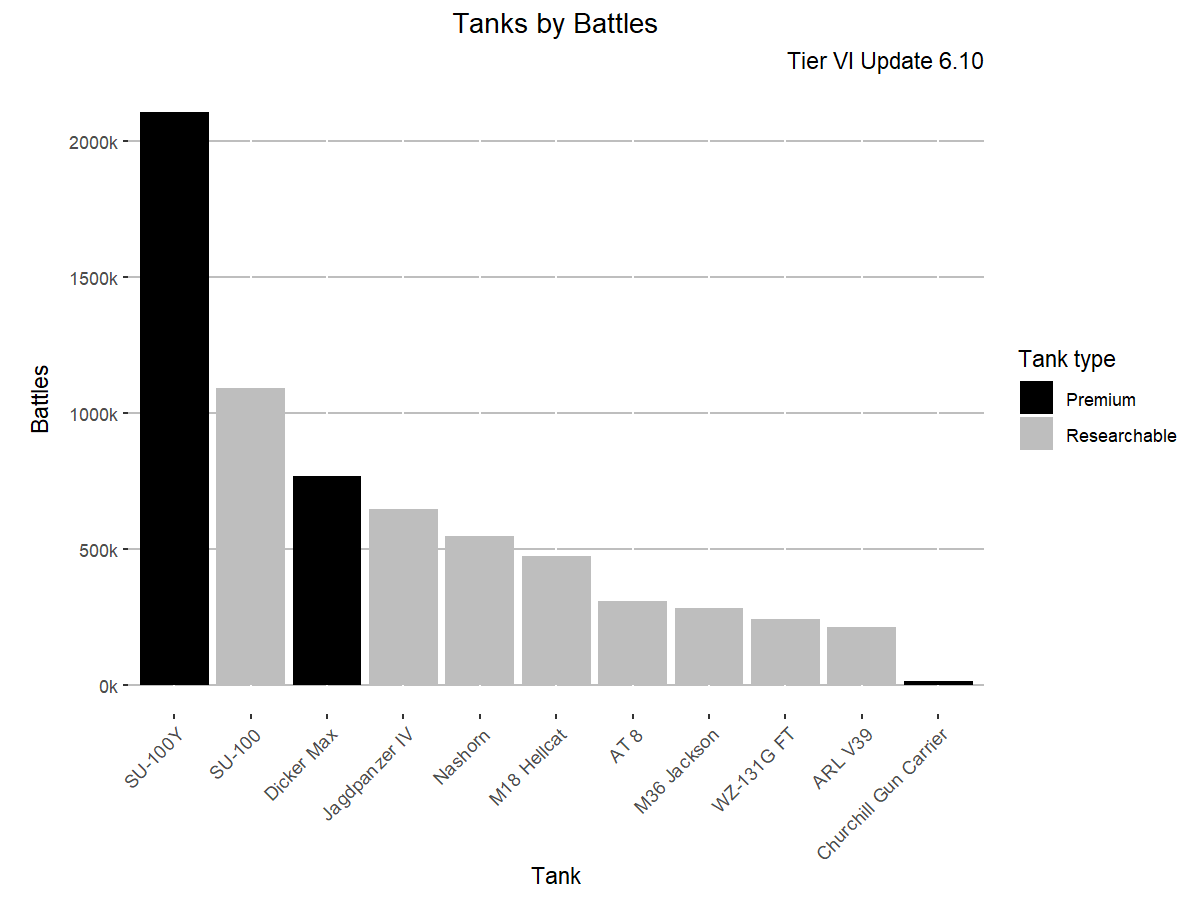 Tanks by Battles
Tier VI Update 6.10
2000k
1500k
1000k
500k
0k
Battles
SU-100Y
SU-100
Dicker Max
Jagdpanzer IV
Nashorn
M18 Hellcat
AT 8
M36 Jackson
WZ-131G FT
ARL V39
Churchill Gun Carrier
Tank
Tank type
Premium
Researchable